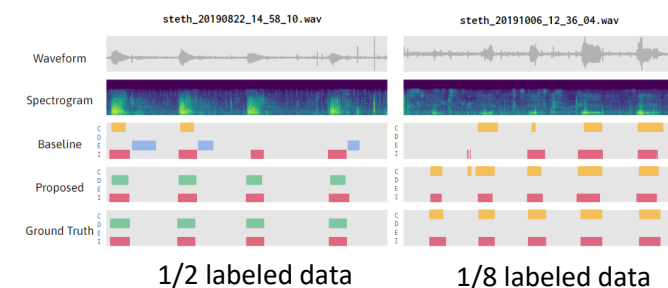 steth_20190822_14_58_10.wav
steth_20191006_12_36_04.wav
Waveform
Spectrogram
Baseline
C
D
E
I
C
D
E
I
Proposed
C
D
E
I
C
D
E
I
Ground Truth
C
D
E
I
C
D
E
I
1/2 labeled data
1/8 labeled data